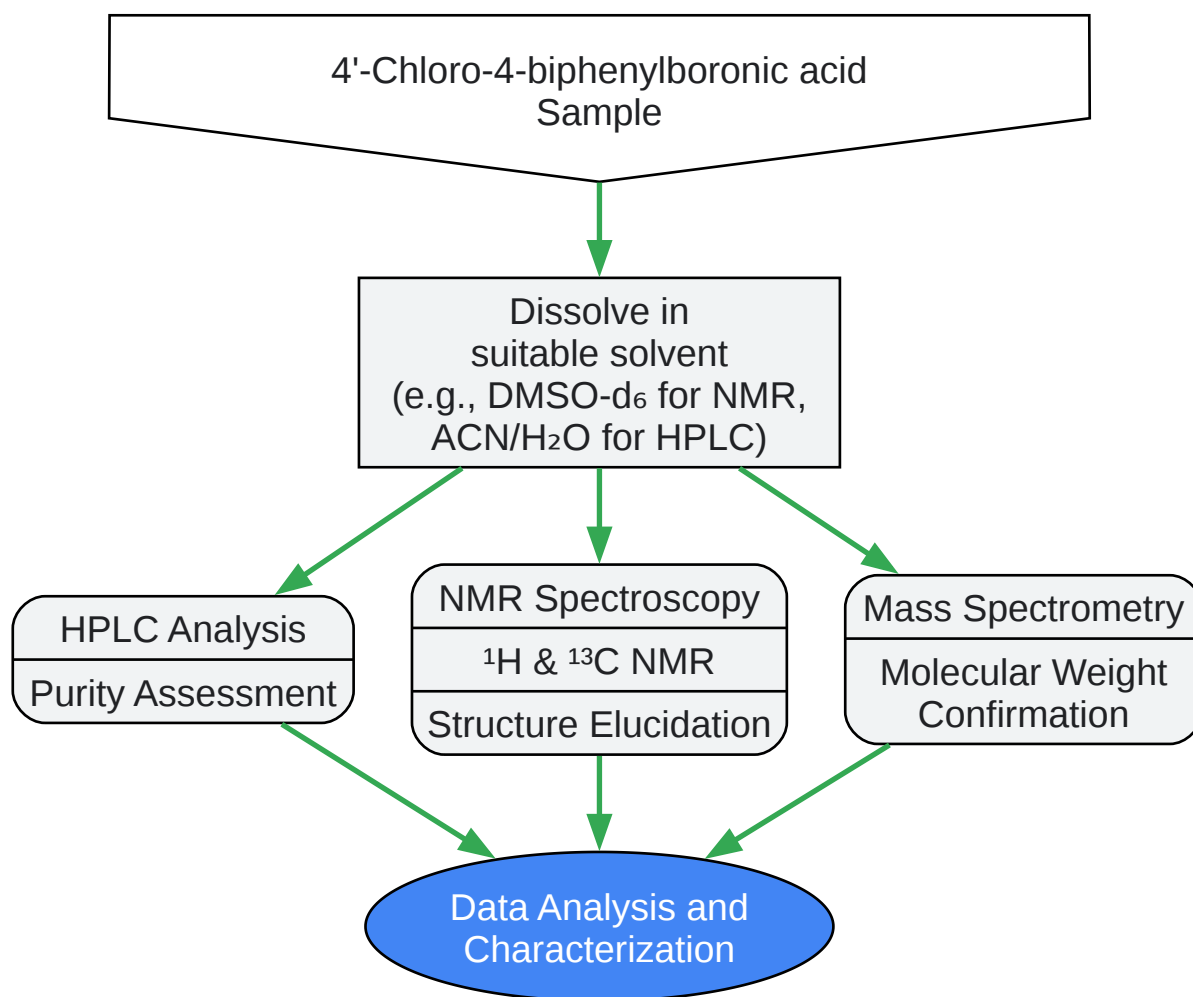 4'-Chloro-4-biphenylboronic acid
Sample
Dissolve in
suitable solvent
(e.g., DMSO-d₆ for NMR,
ACN/H₂O for HPLC)
HPLC Analysis
Purity Assessment
NMR Spectroscopy
¹H & ¹³C NMR
Structure Elucidation
Mass Spectrometry
Molecular Weight
Confirmation
Data Analysis and
Characterization